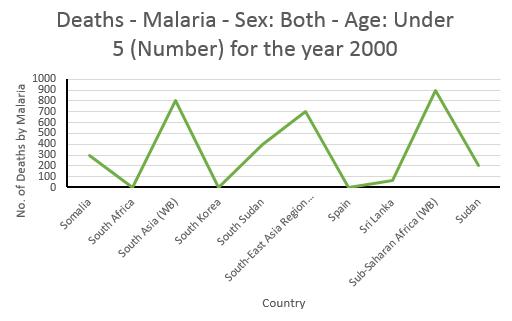 Deaths - Malaria - Sex: Both - Age: Under
5 (Number) for the year 2000
No. of Deaths by Malaria
1000
900
800
700
600
500
400
300
200
100
0
Somalia
South Africa
South Asia (WB)
South Korea
South Sudan
South-East Asia Region...
Spain
Sri Lanka
Sub-Saharan Africa (WB)
Sudan
Country